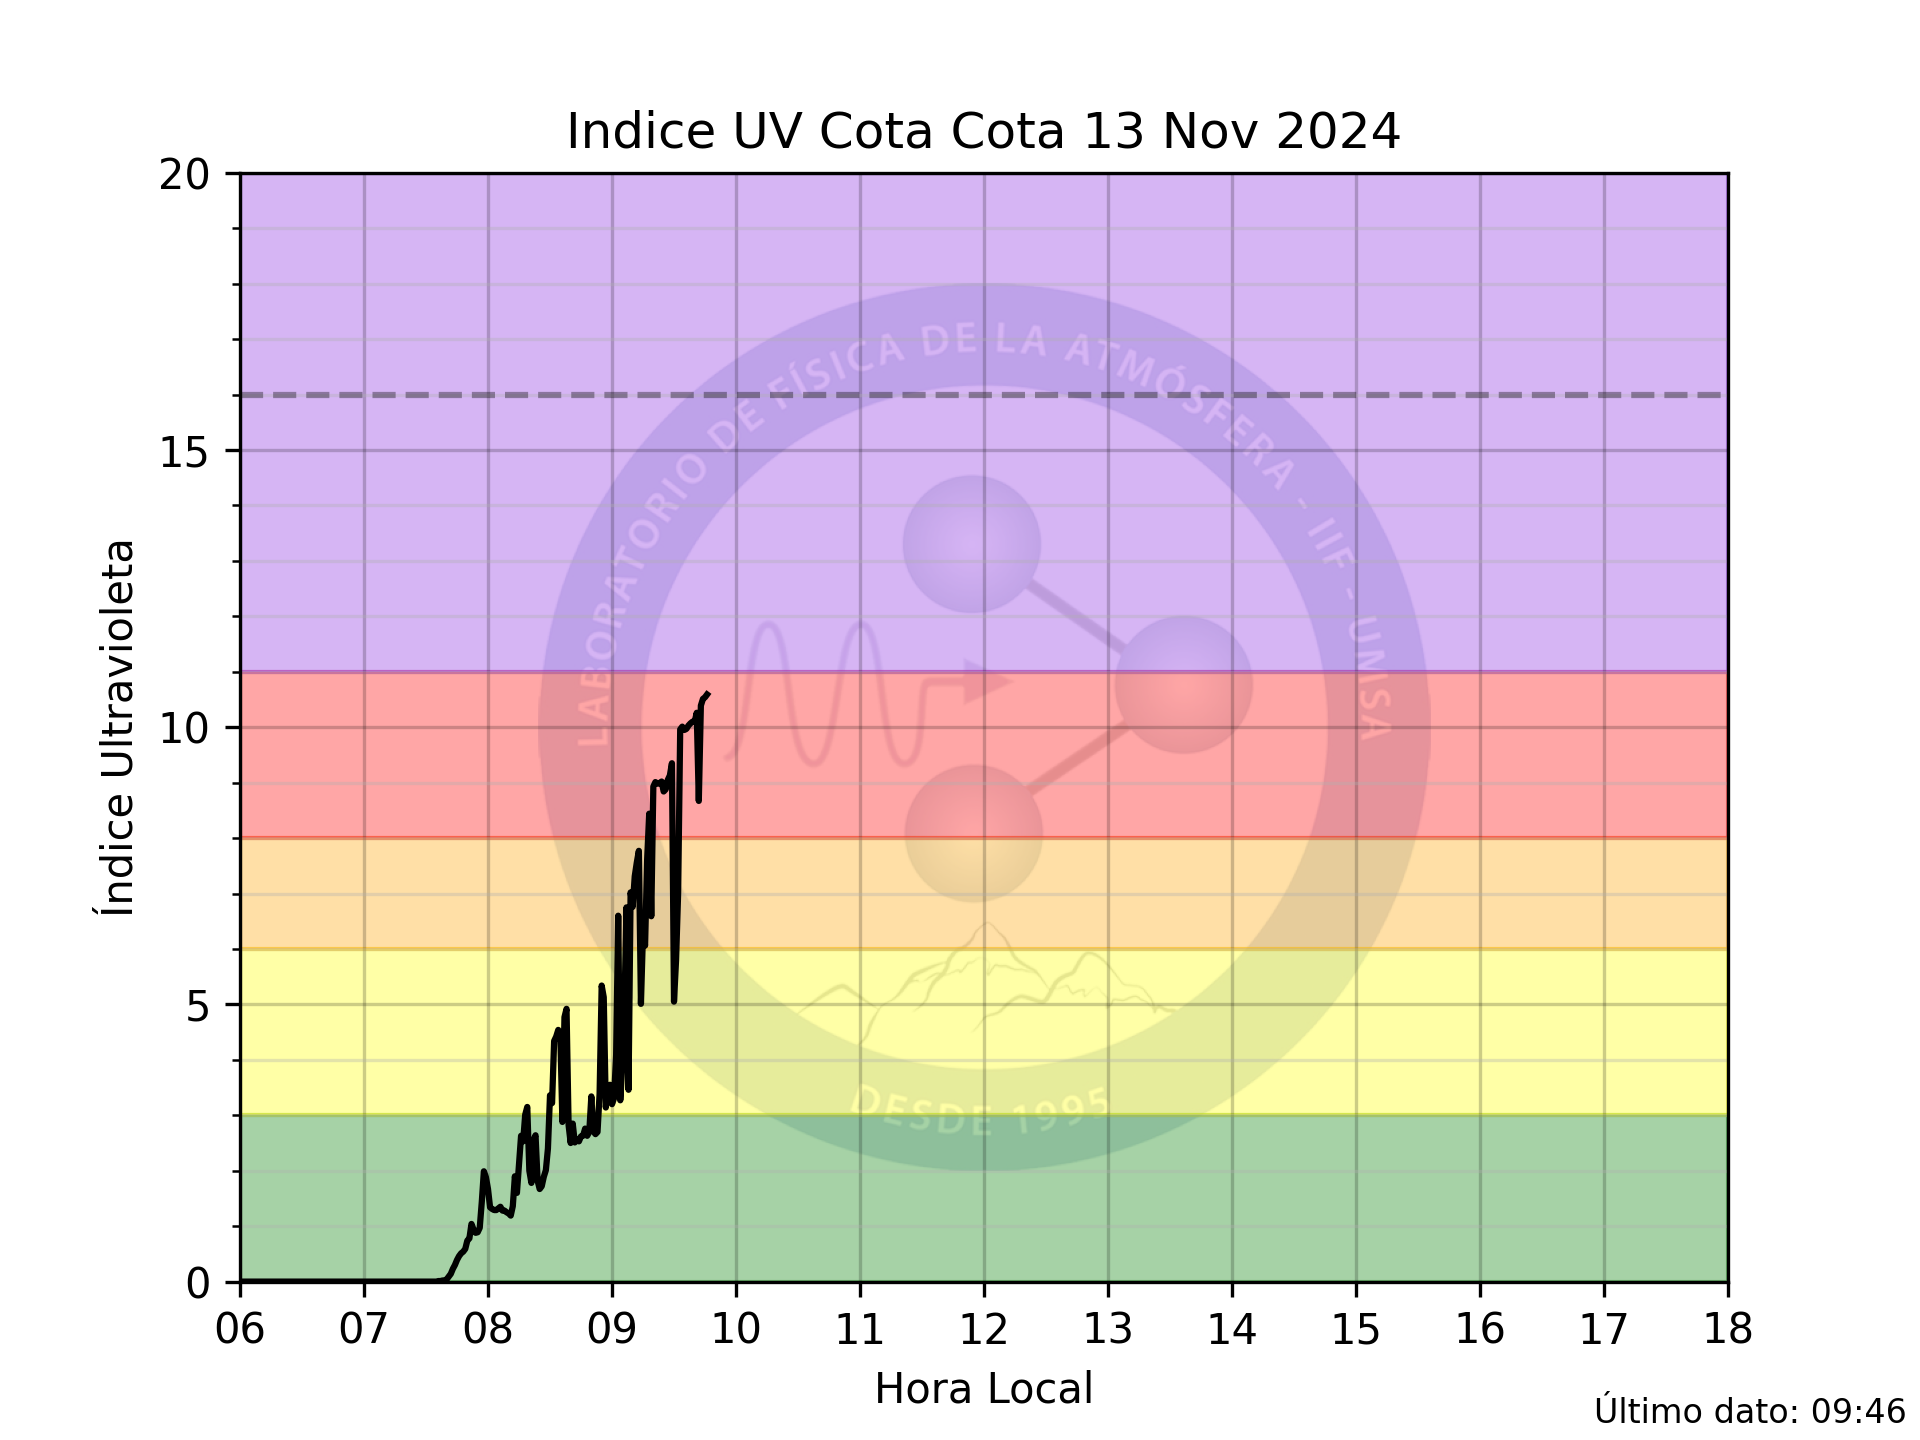 Indice UV Cota Cota 13 Nov 2024
20
15
10
5
0
Índice Ultravioleta
LABORATORIO DE FÍSICA DE LA ATMÓSFERA - IIF - UMSA
DESDE 1995
06 07 08 09 10 11 12 13 14 15 16 17 18
Hora Local
Último dato: 09:46